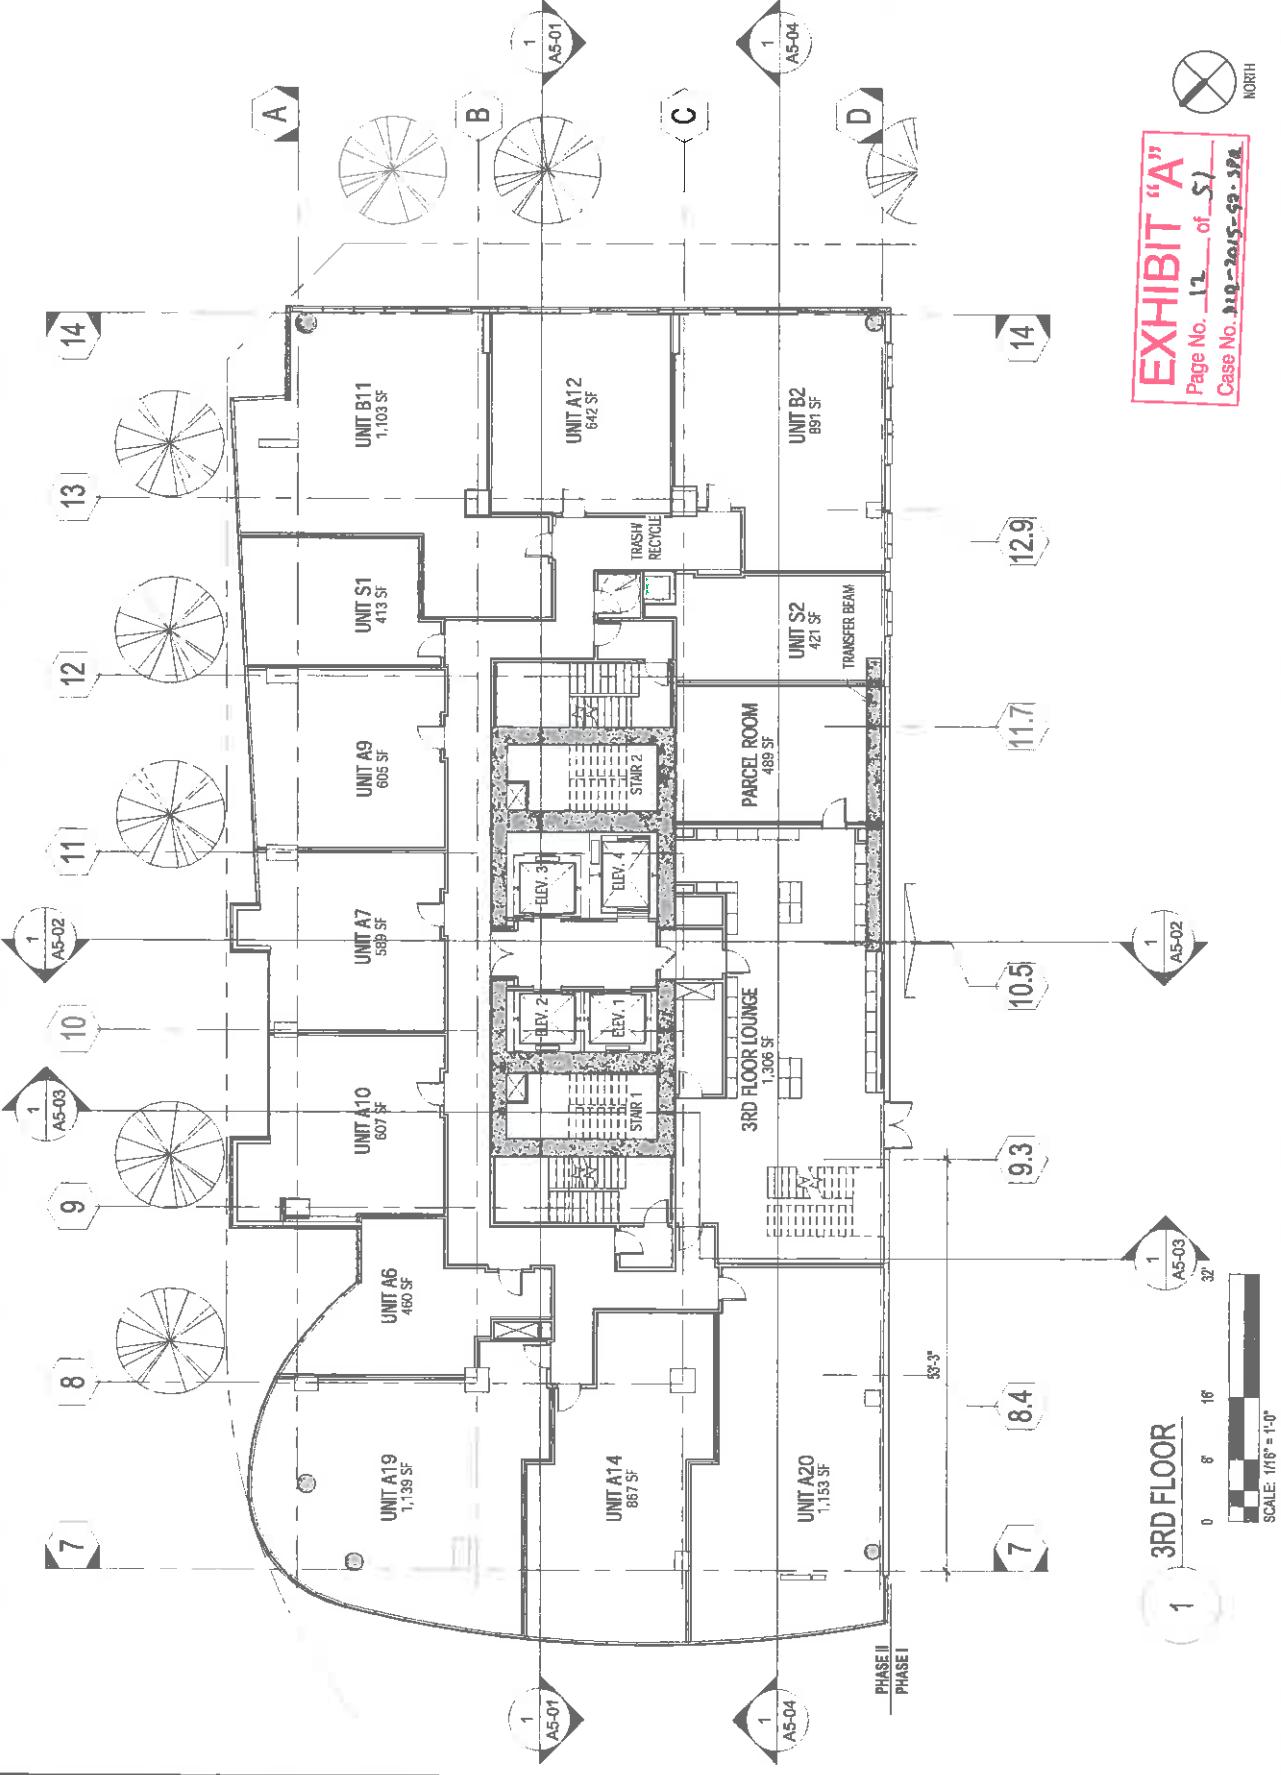 1
A5-01
1
A5-04
A
B
C
D
NORTH
EXHIBIT "A"
Page No. 12 of 51
Case No.
14
14
13
12
11
10
9
8
7
7
12.9
11.7
10.5
9.3
8.4
1
A5-02
1
A5-02
1
A5-03
1
A5-03
UNIT B11
1,103 SF
UNIT A12
642 SF
UNIT B2
891 SF
TRASH/
RECYCLE
UNIT S1
413 SF
UNIT S2
421 SF
TRANSFER BEAM
UNIT A9
605 SF
STAIR 2
PARCEL ROOM
489 SF
UNIT A7
589 SF
ELEV. 3
ELEV. 4
ELEV. 2
ELEV. 1
3RD FLOOR LOUNGE
1,306 SF
UNIT A10
607 SF
STAIR 1
UNIT A6
460 SF
UNIT A19
1,139 SF
UNIT A14
867 SF
UNIT A20
1,153 SF
53'-3"
PHASE II
PHASE I
1
A5-01
1
A5-04
1
3RD FLOOR
0 8' 16' 32'
SCALE: 1/16" = 1'-0"